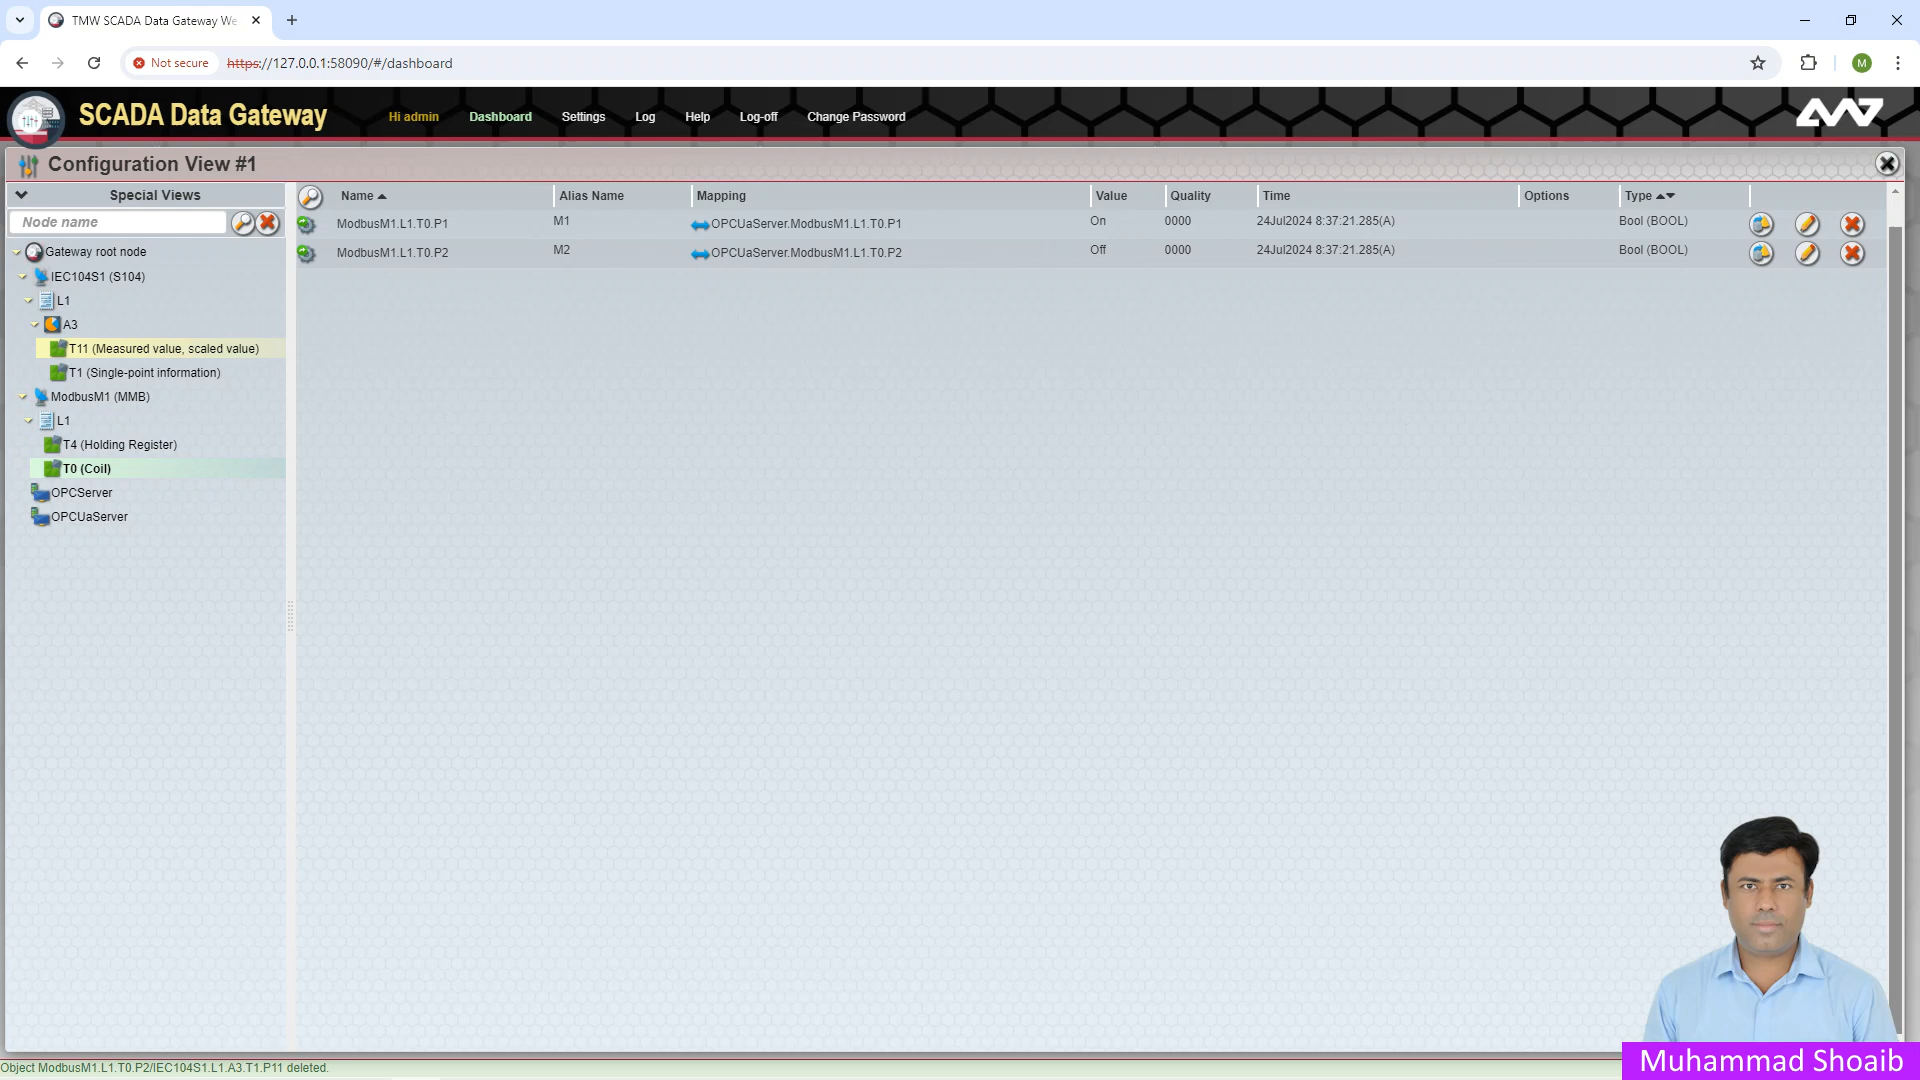 TMW SCADA Data Gateway We
Not secure
https://127.0.0.1:58090/#/dashboard
M
SCADA Data Gateway
Hi admin
Dashboard
Settings
Log
Help
Log-off
Change Password
Configuration View #1
Special Views
Node name
Gateway root node
IEC104S1 (S104)
L1
A3
T11 (Measured value, scaled value)
T1 (Single-point information)
ModbusM1 (MMB)
L1
T4 (Holding Register)
T0 (Coil)
OPCServer
OPCUaServer
Name Alias Name Mapping Value Quality Time Options Type
ModbusM1.L1.T0.P1 M1 OPCUaServer.ModbusM1.L1.T0.P1 On 0000 24Jul2024 8:37:21.285(A) Bool (BOOL)
ModbusM1.L1.T0.P2 M2 OPCUaServer.ModbusM1.L1.T0.P2 Off 0000 24Jul2024 8:37:21.285(A) Bool (BOOL)
Object ModbusM1.L1.T0.P2/IEC104S1.L1.A3.T1.P11 deleted.
Muhammad Shoaib